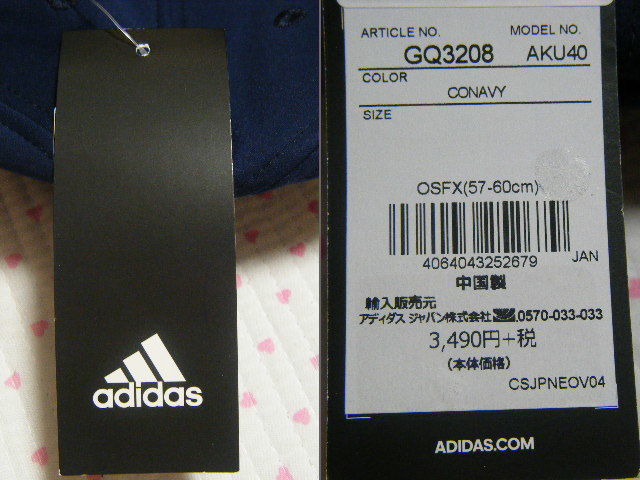 adidas
ARTICLE NO. MODEL NO.
GQ3208 AKU40
COLOR
CONAVY
SIZE
OSFX(57-60cm)
4064043252679 JAN
中国製
輸入販売元
アディダス ジャパン株式会社 0570-033-033
3,490円+税
(本体価格)
CSJPNEOV04
ADIDAS.COM